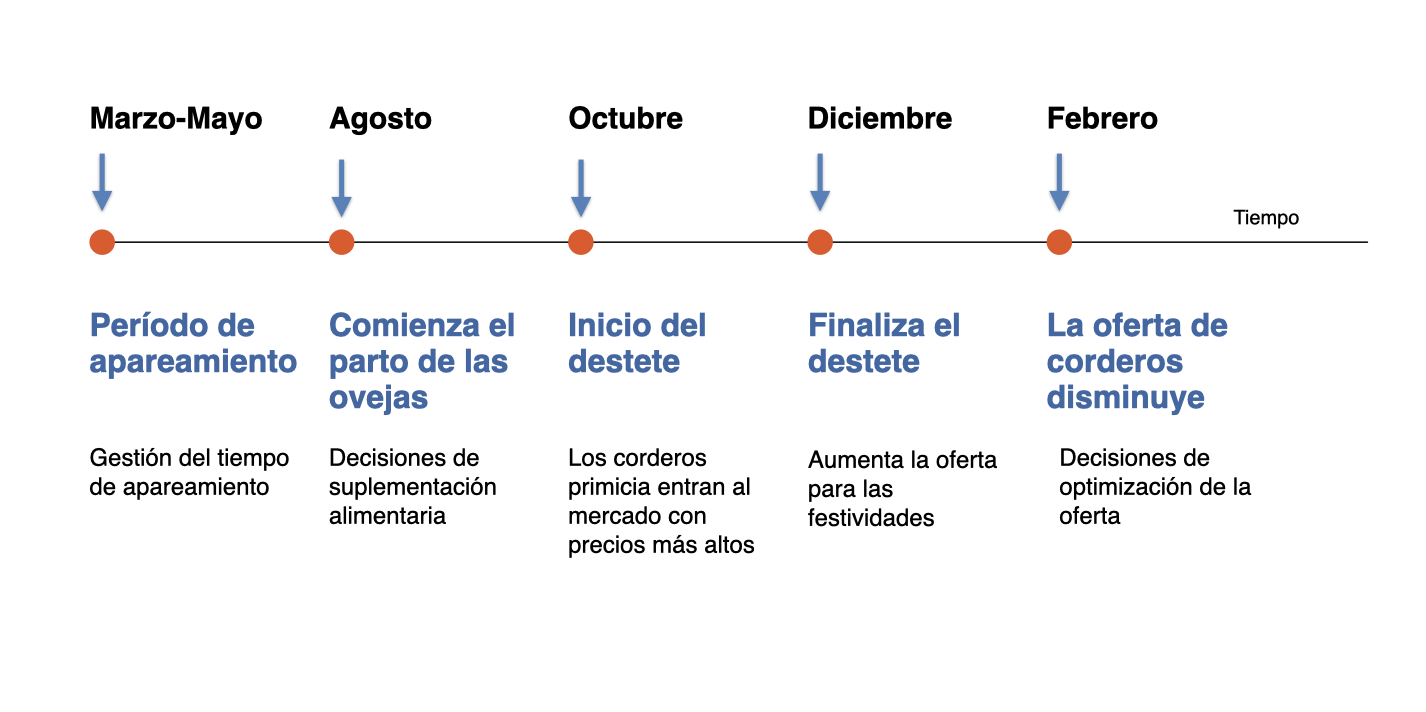 Marzo-Mayo
Agosto
Octubre
Diciembre
Febrero
Tiempo
Período de
apareamiento
Comienza el
parto de las
ovejas
Inicio del
destete
Finaliza el
destete
La oferta de
corderos
disminuye
Gestión del tiempo
de apareamiento
Decisiones de
suplementación
alimentaria
Los corderos
primicia entran al
mercado con
precios más altos
Aumenta la oferta
para las
festividades
Decisiones de
optimización de la
oferta